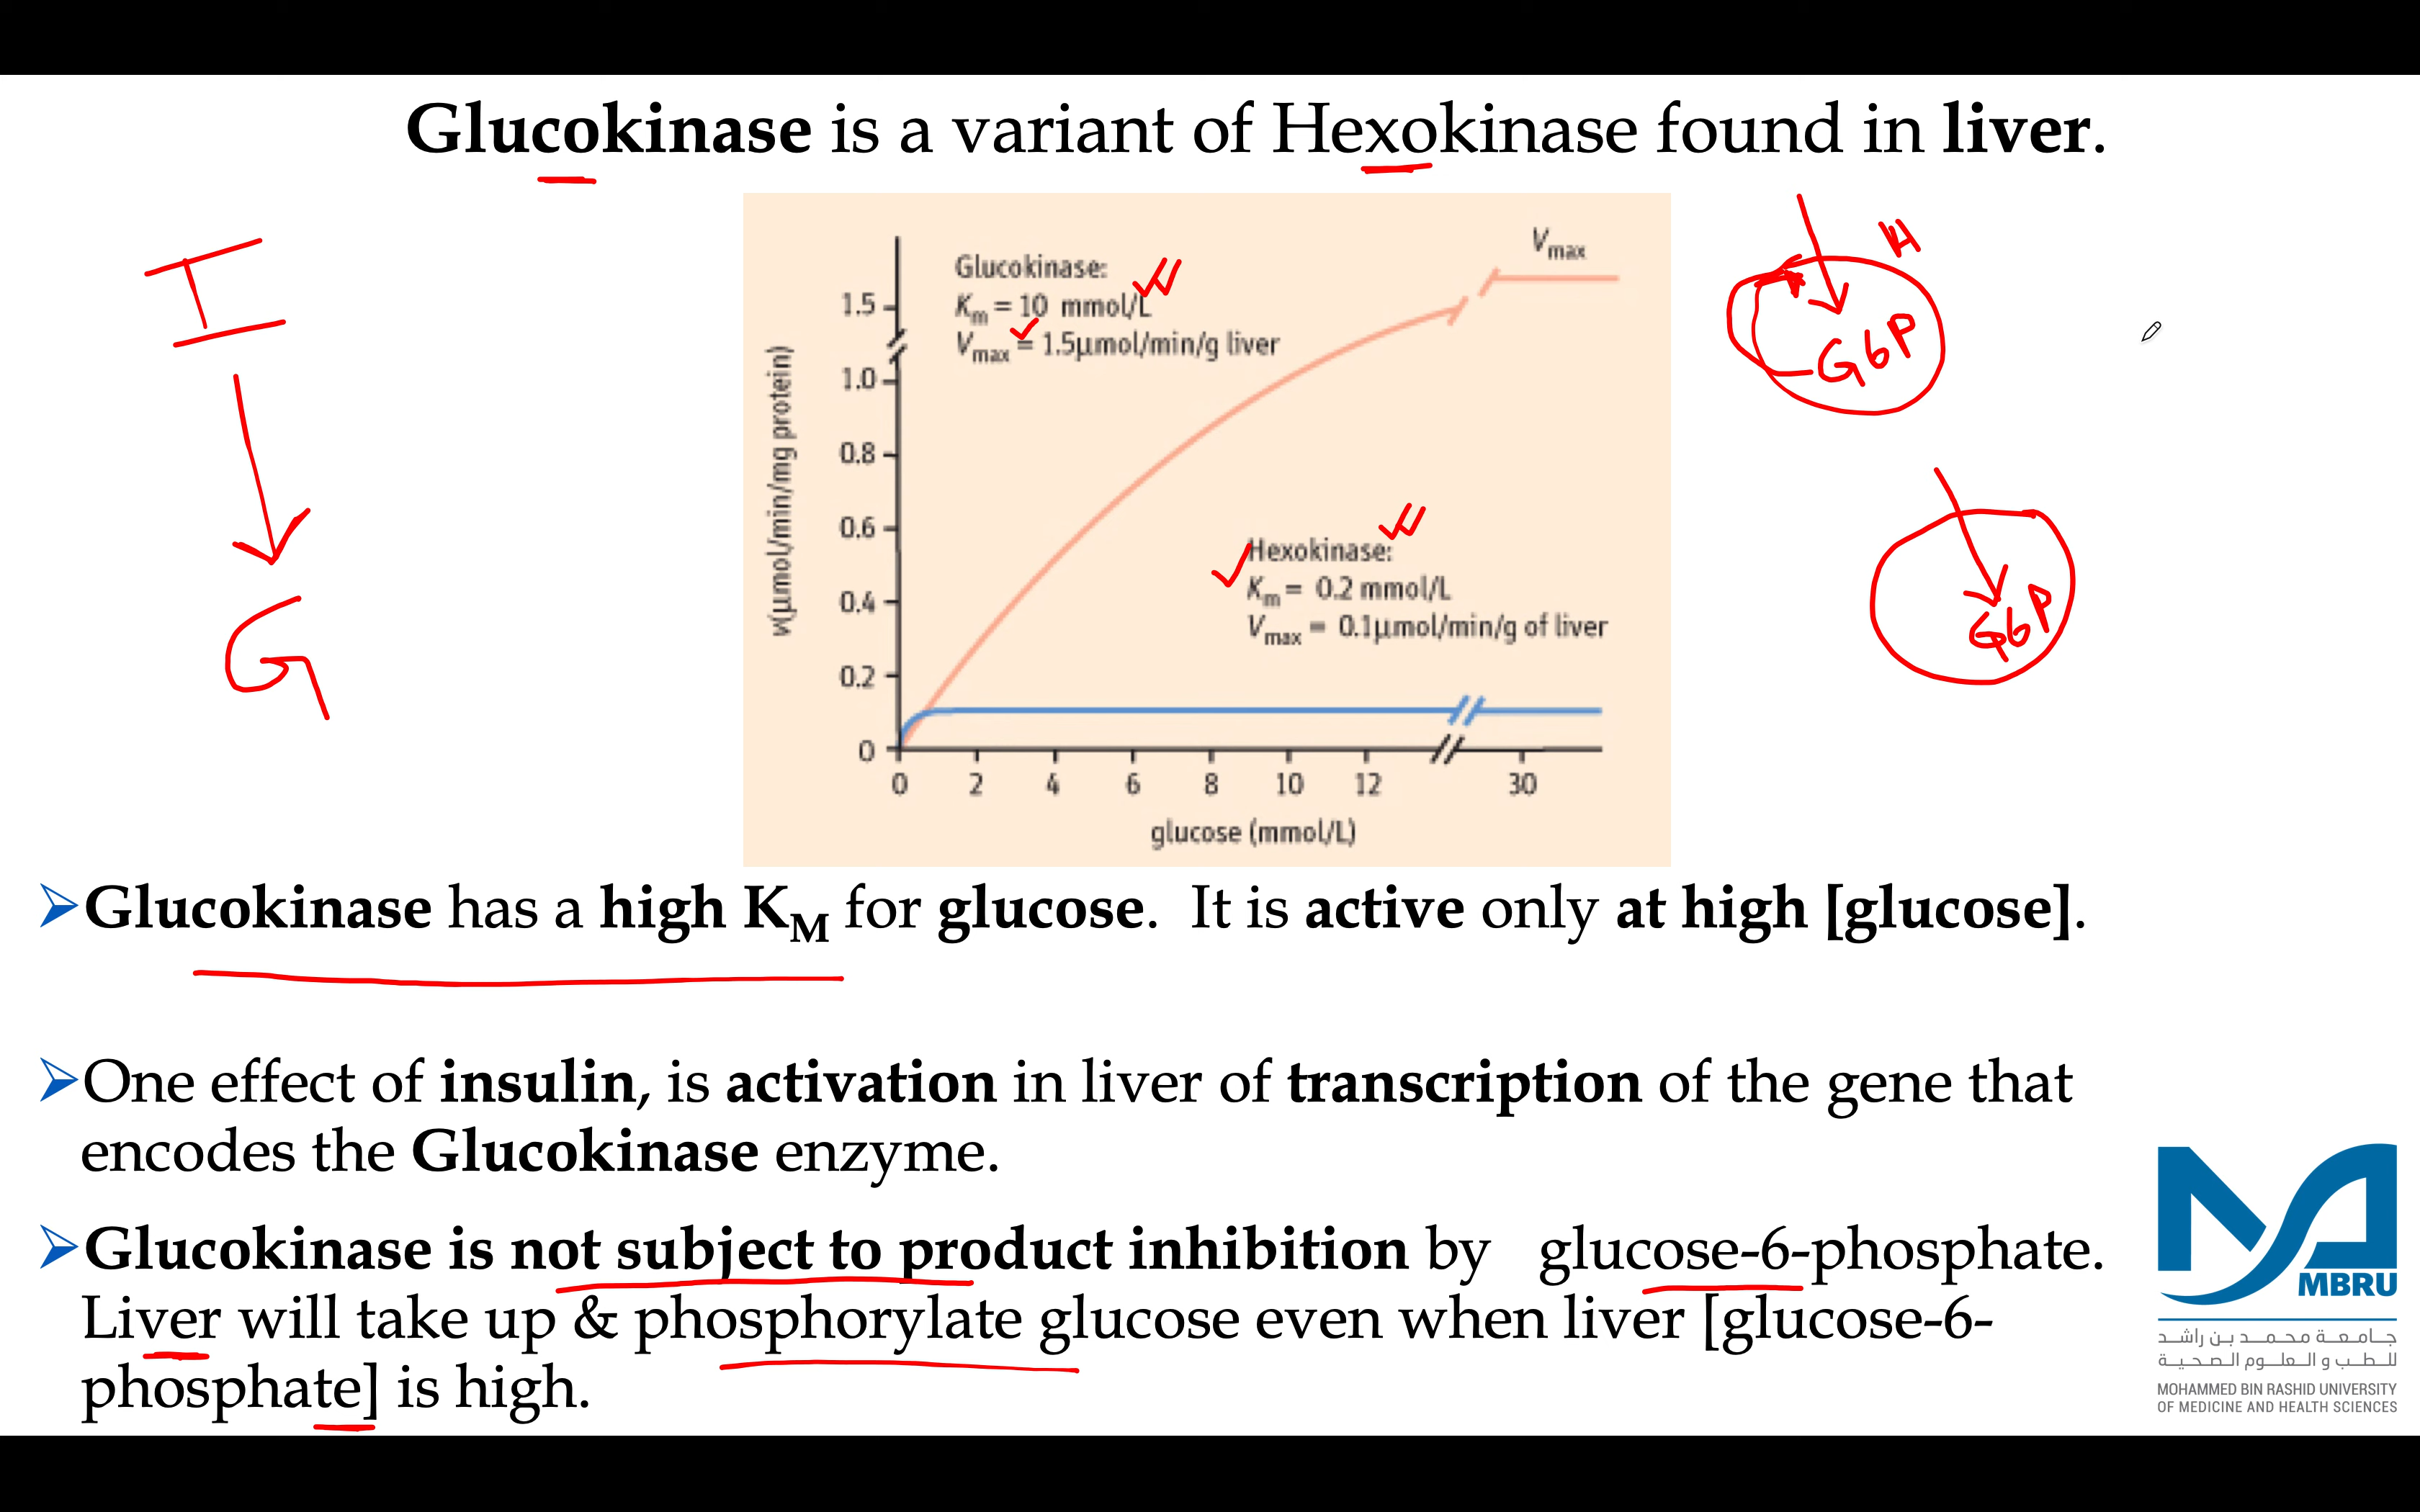 Glucokinase is a variant of Hexokinase found in liver.
I
G
H
G6P
G6P
Vmax
Glucokinase:
Km = 10 mmol/L
Vmax = 1.5µmol/min/g liver
Hexokinase:
Km = 0.2 mmol/L
Vmax = 0.1µmol/min/g of liver
v(µmol/min/mg protein)
1.5
1.0
0.8
0.6
0.4
0.2
0
0 2 4 6 8 10 12 30
glucose (mmol/L)
➢Glucokinase has a high KM for glucose. It is active only at high [glucose].
➢One effect of insulin, is activation in liver of transcription of the gene that
encodes the Glucokinase enzyme.
➢Glucokinase is not subject to product inhibition by glucose-6-phosphate.
Liver will take up & phosphorylate glucose even when liver [glucose-6-
phosphate] is high.
MBRU
جامعة محمد بن راشد
للطب و العلوم الصحية
MOHAMMED BIN RASHID UNIVERSITY
OF MEDICINE AND HEALTH SCIENCES